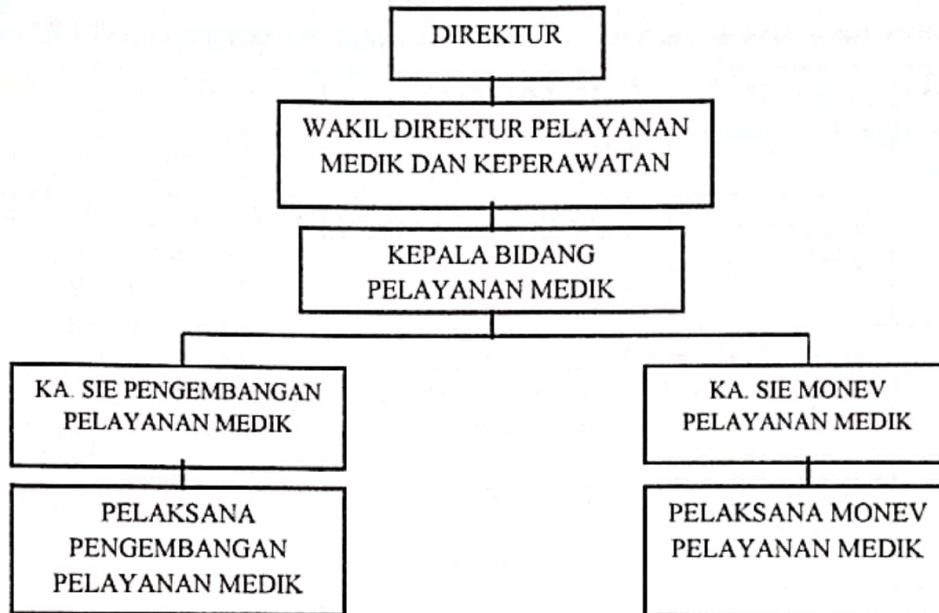 DIREKTUR
WAKIL DIREKTUR PELAYANAN
MEDIK DAN KEPERAWATAN
KEPALA BIDANG
PELAYANAN MEDIK
KA. SIE PENGEMBANGAN
PELAYANAN MEDIK
KA. SIE MONEV
PELAYANAN MEDIK
PELAKSANA
PENGEMBANGAN
PELAYANAN MEDIK
PELAKSANA MONEV
PELAYANAN MEDIK